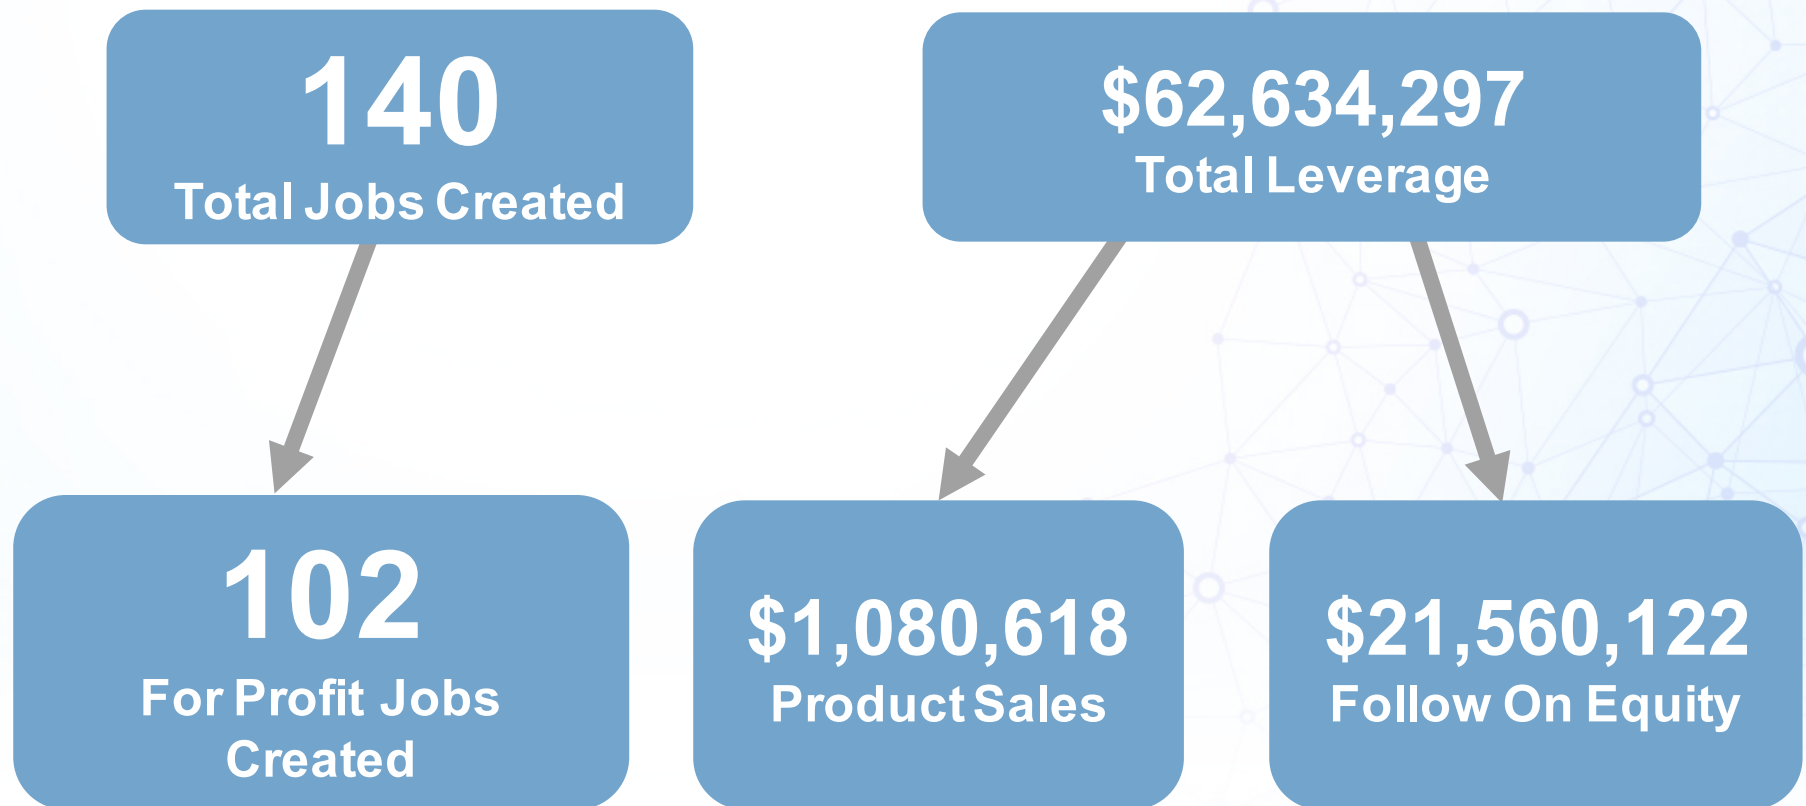 140
Total Jobs Created
$62,634,297
Total Leverage
102
For Profit Jobs
Created
$1,080,618
Product Sales
$21,560,122
Follow On Equity